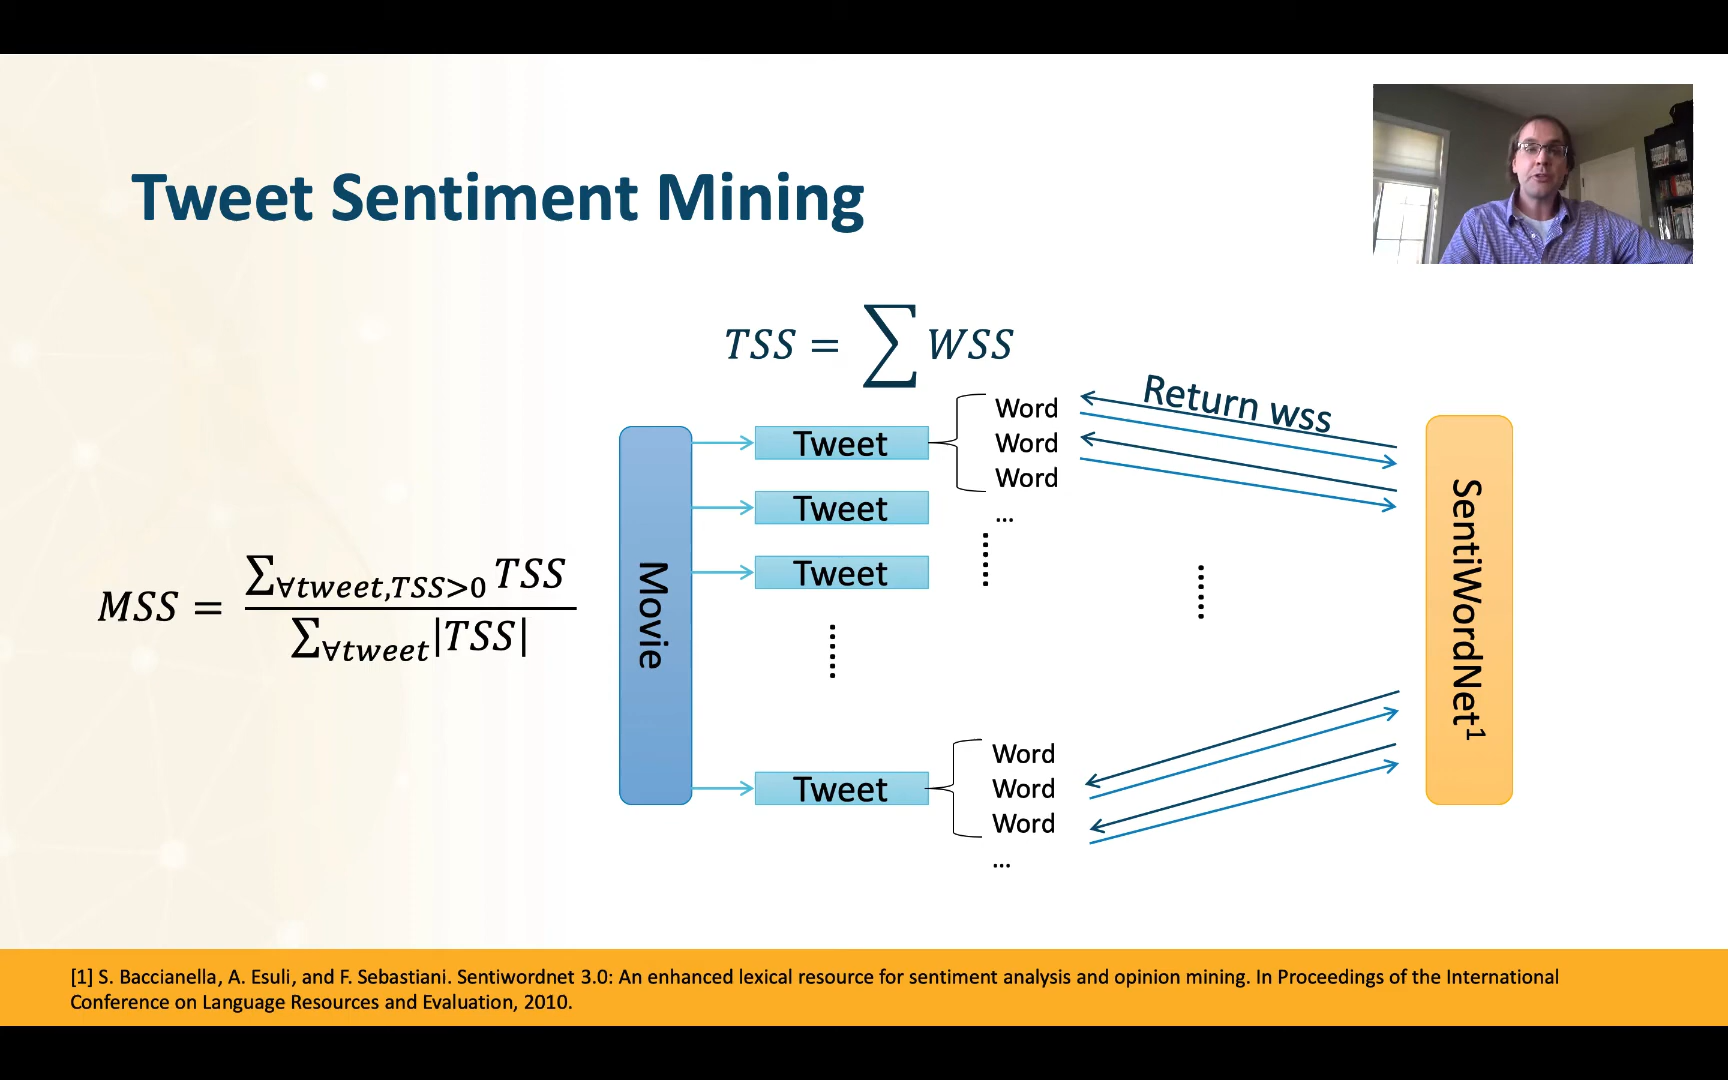 Tweet Sentiment Mining
TSS = ∑ WSS
Return wss
Word
Word
Word
...
Tweet
Tweet
Tweet
Tweet
Movie
MSS = ∑∀tweet,TSS>0 TSS
∑∀tweet|TSS|
Word
Word
Word
...
SentiWordNet¹
[1] S. Baccianella, A. Esuli, and F. Sebastiani. Sentiwordnet 3.0: An enhanced lexical resource for sentiment analysis and opinion mining. In Proceedings of the International
Conference on Language Resources and Evaluation, 2010.